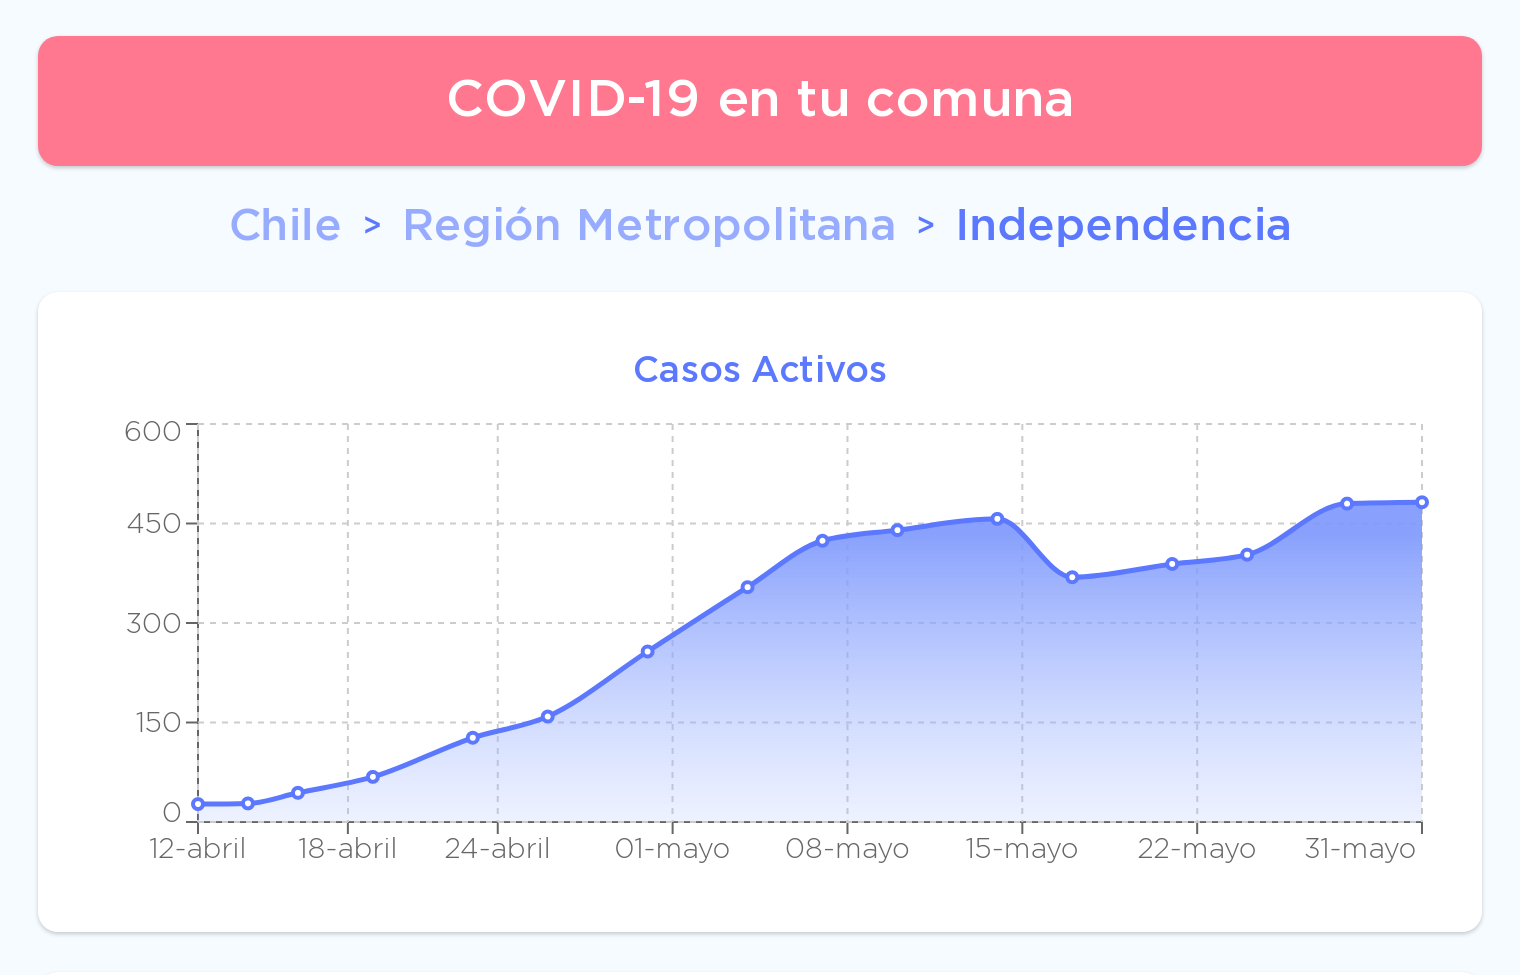 COVID-19 en tu comuna
Chile > Región Metropolitana > Independencia
Casos Activos
600
450
300
150
0
12-abril 18-abril 24-abril 01-mayo 08-mayo 15-mayo 22-mayo 31-mayo